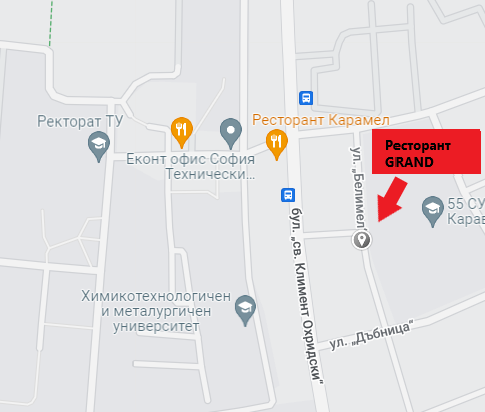 Ректорат ТУ
Ресторант Карамел
Еконт офис София
Технически...
Ресторант
GRAND
ул. „Белимел“
55 СУ
Карав
бул. „св. Климент Охридски“
Химикотехнологичен
и металургичен
университет
ул. „Дъбница“